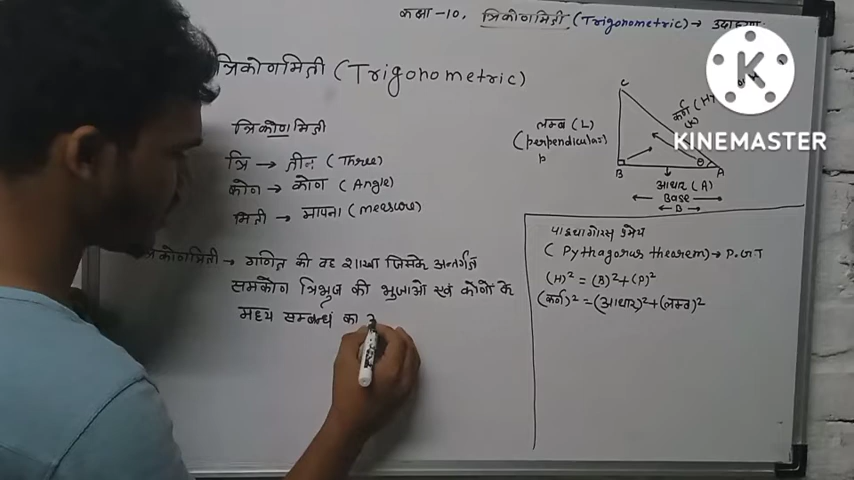 कक्षा-10, त्रिकोणमिती (Trigonometric) → उदाहरण
त्रिकोणमिती (Trigonometric)
त्रिकोणमिती
त्रि → तीन (Three)
कोण → कोण (Angle)
मिती → मापना (measure)
त्रिकोणमिती → गणित की वह शाखा जिसके अन्तर्गत
समकोण त्रिभुज की भुजाओ एवं कोणों के
मध्य सम्बन्धं का
C
लम्ब (L)
(perpendicular)
p
कर्ण (H)
(K)
B
θ
A
आधार (A)
Base
B
पाइथागोरस प्रमेय
(Pythagorus theorem) → P.G.T
(H)² = (B)² + (P)²
(कर्ण)² = (आधार)² + (लम्ब)²
KINEMASTER